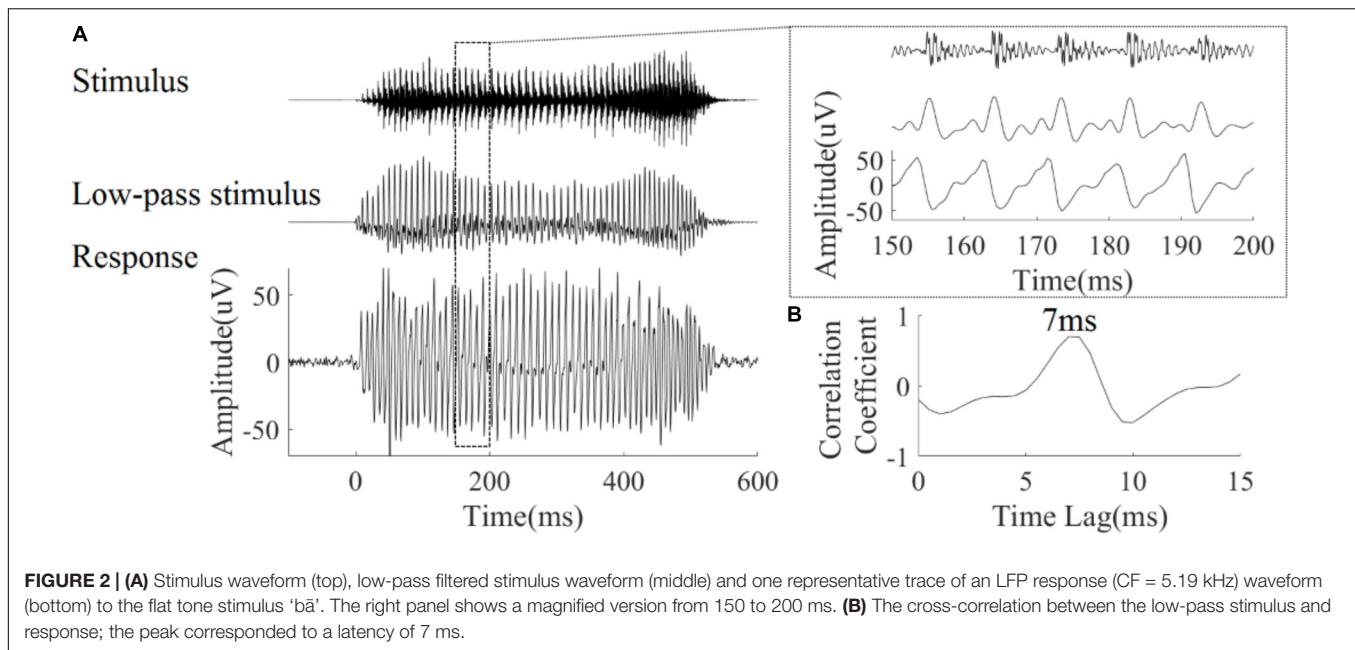 A
Stimulus
Low-pass stimulus
Response
Amplitude(uV)
50
0
-50
0
200
400
600
Time(ms)
Amplitude(uV)
50
0
-50
150
160
170
180
190
200
Time(ms)
B
7ms
Correlation
Coefficient
1
0
-1
0
5
10
15
Time Lag(ms)
FIGURE 2 | (A) Stimulus waveform (top), low-pass filtered stimulus waveform (middle) and one representative trace of an LFP response (CF = 5.19 kHz) waveform
(bottom) to the flat tone stimulus ‘bā’. The right panel shows a magnified version from 150 to 200 ms. (B) The cross-correlation between the low-pass stimulus and
response; the peak corresponded to a latency of 7 ms.